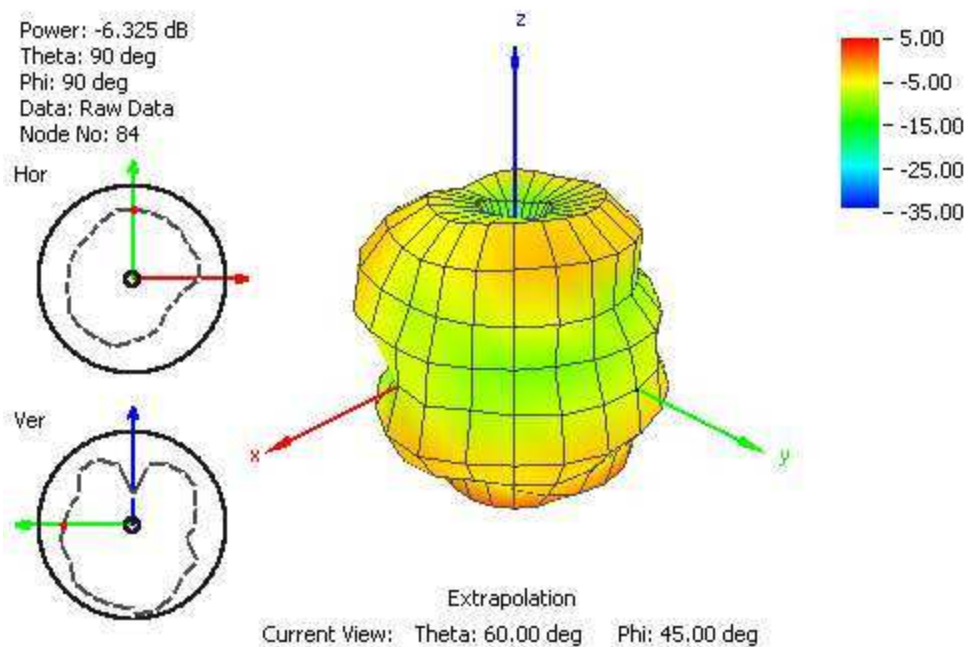 Power: -6.325 dB
Theta: 90 deg
Phi: 90 deg
Data: Raw Data
Node No: 84
Hor
Ver
z
x
y
5.00
-5.00
-15.00
-25.00
-35.00
Extrapolation
Current View: Theta: 60.00 deg Phi: 45.00 deg